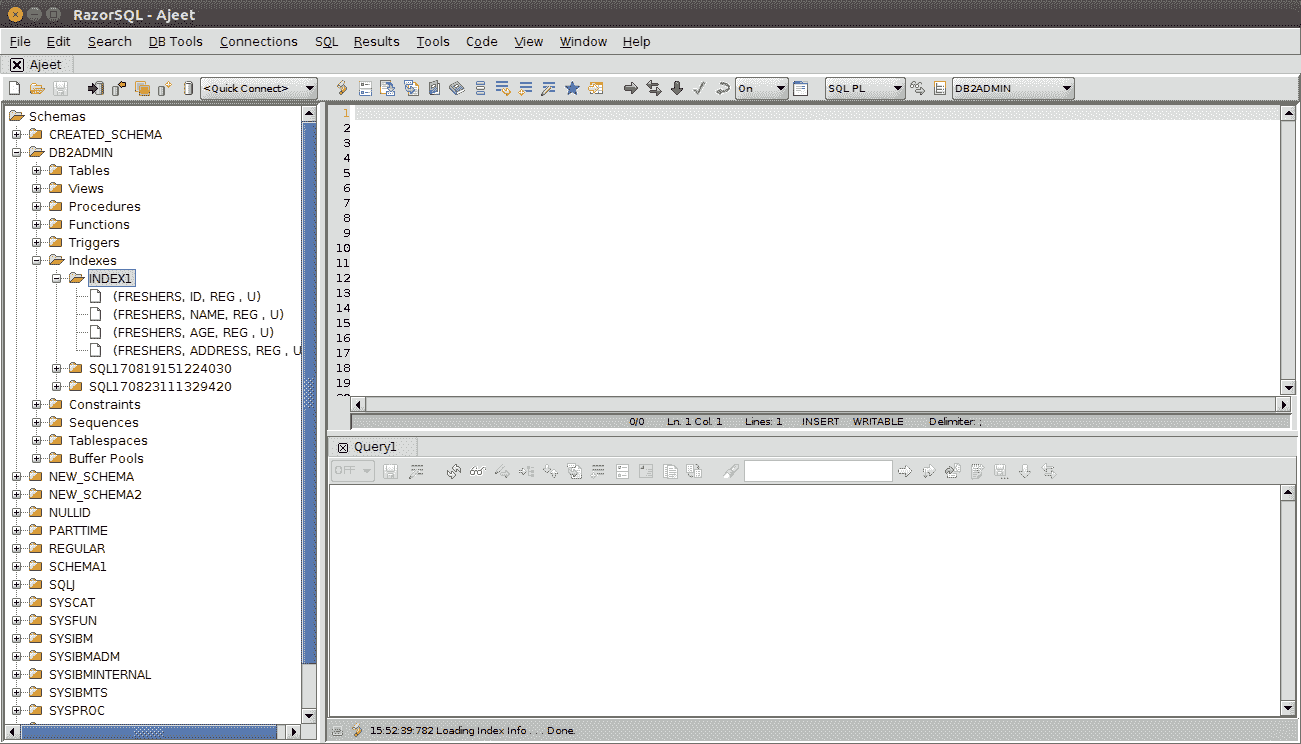 RazorSQL - Ajeet
File Edit Search DB Tools Connections SQL Results Tools Code View Window Help
Ajeet
<Quick Connect> On SQL PL DB2ADMIN
Schemas
CREATED_SCHEMA
DB2ADMIN
Tables
Views
Procedures
Functions
Triggers
Indexes
INDEX1
(FRESHERS, ID, REG , U)
(FRESHERS, NAME, REG , U)
(FRESHERS, AGE, REG , U)
(FRESHERS, ADDRESS, REG , U
SQL170819151224030
SQL170823111329420
Constraints
Sequences
Tablespaces
Buffer Pools
NEW_SCHEMA
NEW_SCHEMA2
NULLID
PARTTIME
REGULAR
SCHEMA1
SQLJ
SYSCAT
SYSFUN
SYSIBM
SYSIBMADM
SYSIBMINTERNAL
SYSIBMTS
SYSPROC
1
2
3
4
5
6
7
8
9
10
11
12
13
14
15
16
17
18
19
0/0 Ln. 1 Col. 1 Lines: 1 INSERT WRITABLE Delimiter: ;
Query1
OFF
15:52:39:782 Loading Index Info . . . Done.